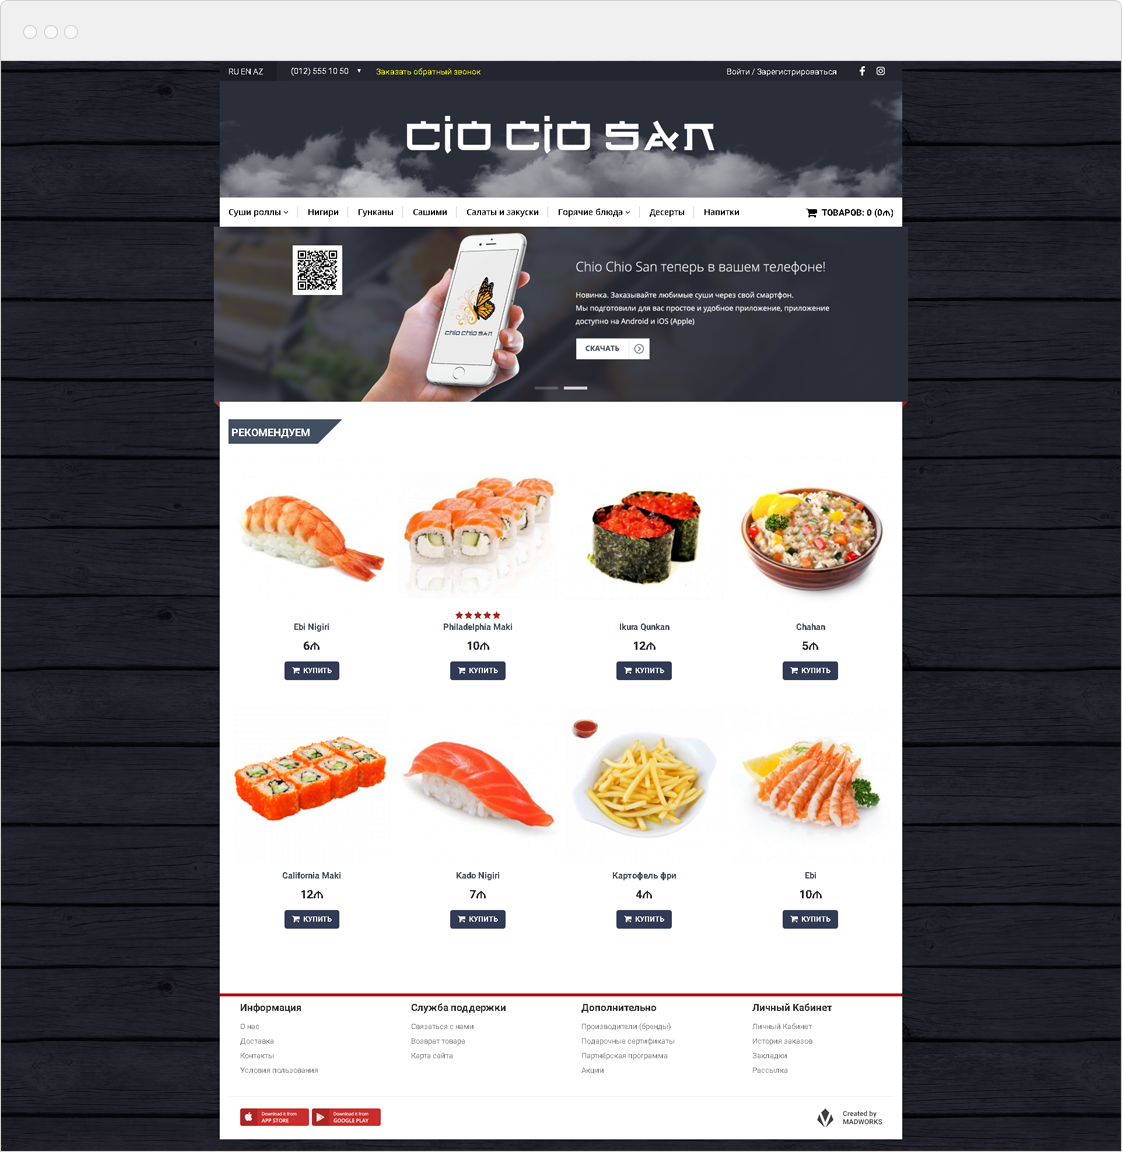 RU EN AZ
(012) 555 10 50
Заказать обратный звонок
Войти / Зарегистрироваться
CIO CIO SAN
Суши роллы
Нигири
Гунканы
Сашими
Салаты и закуски
Горячие блюда
Десерты
Напитки
ТОВАРОВ: 0 (0₼)
CHIO CHIO SAN
Chio Chio San теперь в вашем телефоне!
Новинка. Заказывайте любимые суши через свой смартфон.
Мы подготовили для вас простое и удобное приложение, приложение
доступно на Android и iOS (Apple)
СКАЧАТЬ
РЕКОМЕНДУЕМ
Ebi Nigiri
Philadelphia Maki
Ikura Qunkan
Chahan
6₼
10₼
12₼
5₼
КУПИТЬ
КУПИТЬ
КУПИТЬ
КУПИТЬ
California Maki
Kado Nigiri
Картофель фри
Ebi
12₼
7₼
4₼
10₼
КУПИТЬ
КУПИТЬ
КУПИТЬ
КУПИТЬ
Информация
О нас
Доставка
Контакты
Условия пользования
Служба поддержки
Связаться с нами
Возврат товара
Карта сайта
Дополнительно
Производители (бренды)
Подарочные сертификаты
Партнёрская программа
Акции
Личный Кабинет
Личный Кабинет
История заказов
Закладки
Рассылка
Download it from
APP STORE
Download it from
GOOGLE PLAY
Created by
MADWORKS